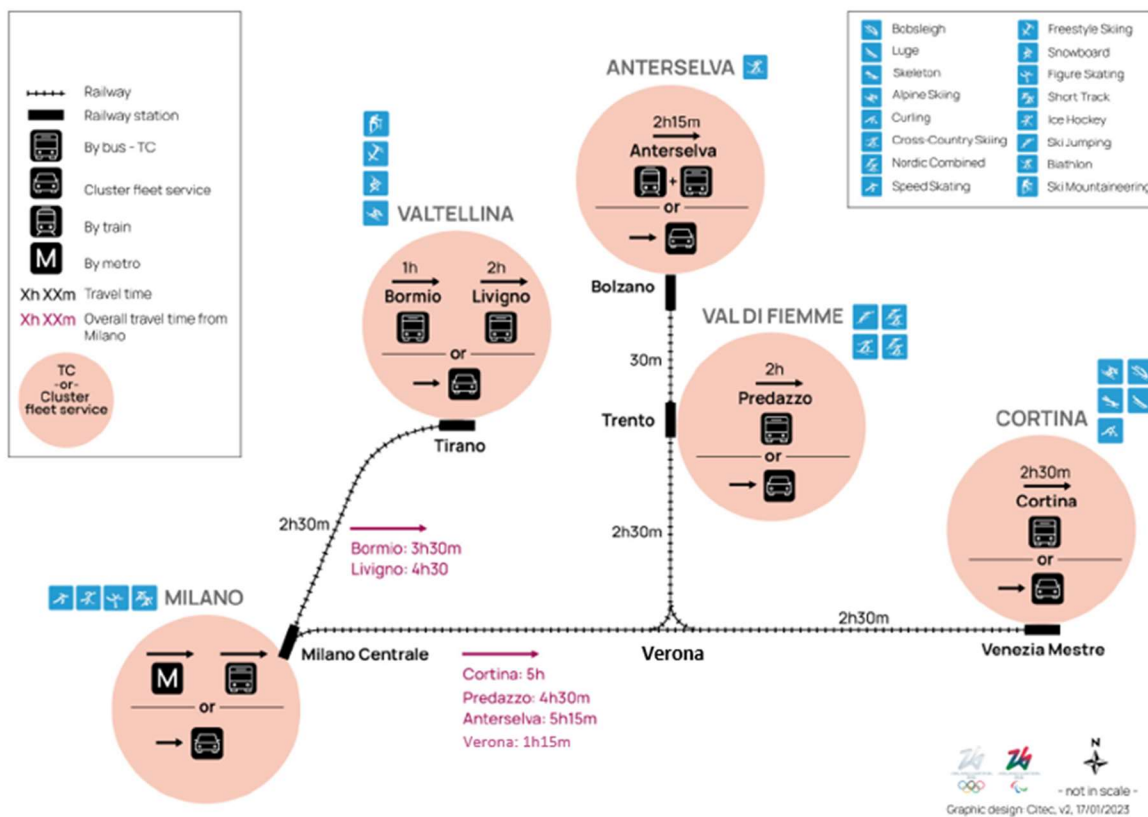 Railway
Railway station
By bus - TC
Cluster fleet service
By train
M
By metro
Xh XXm Travel time
Xh XXm Overall travel time from
Milano
TC
-or-
Cluster
fleet service
Bobsleigh
Luge
Skeleton
Alpine Skiing
Curling
Cross-Country Skiing
Nordic Combined
Speed Skating
Freestyle Skiing
Snowboard
Figure Skating
Short Track
Ice Hockey
Ski Jumping
Biathlon
Ski Mountaineering
ANTERSELVA
2h15m
Anterselva
+
or
Bolzano
VALTELLINA
1h 2h
Bormio Livigno
or
Tirano
VAL DI FIEMME
30m
2h
Predazzo
Trento
or
CORTINA
2h30m
Cortina
or
2h30m
Bormio: 3h30m
Livigno: 4h30
2h30m
MILANO
M
or
Milano Centrale
Verona
2h30m
Venezia Mestre
Cortina: 5h
Predazzo: 4h30m
Anterselva: 5h15m
Verona: 1h15m
N
- not in scale -
Graphic design: Citec, v2, 17/01/2023